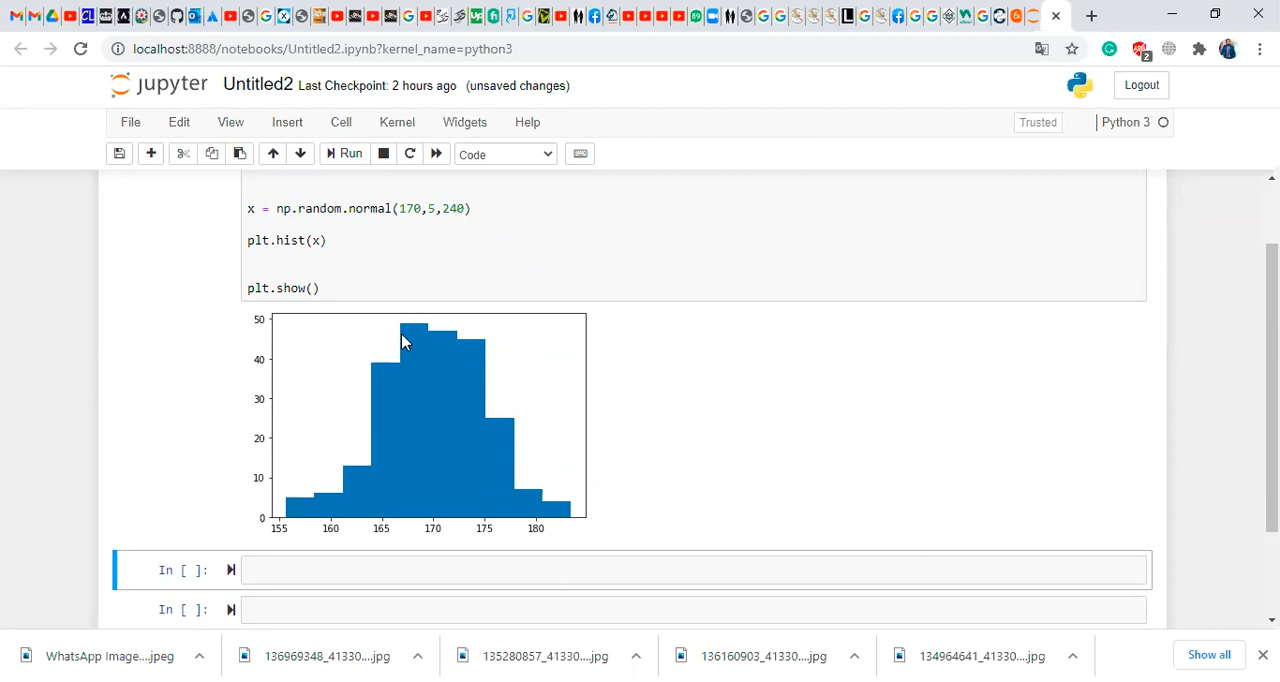 localhost:8888/notebooks/Untitled2.ipynb?kernel_name=python3
2
jupyter Untitled2 Last Checkpoint: 2 hours ago (unsaved changes)
Logout
File Edit View Insert Cell Kernel Widgets Help
Trusted
Python 3
Run
Code
x = np.random.normal(170,5,240)
plt.hist(x)
plt.show()
50
40
30
20
10
0
155 160 165 170 175 180
In [ ]:
In [ ]:
WhatsApp Image....jpeg
136969348_41330....jpg
135280857_41330....jpg
136160903_41330....jpg
134964641_41330....jpg
Show all